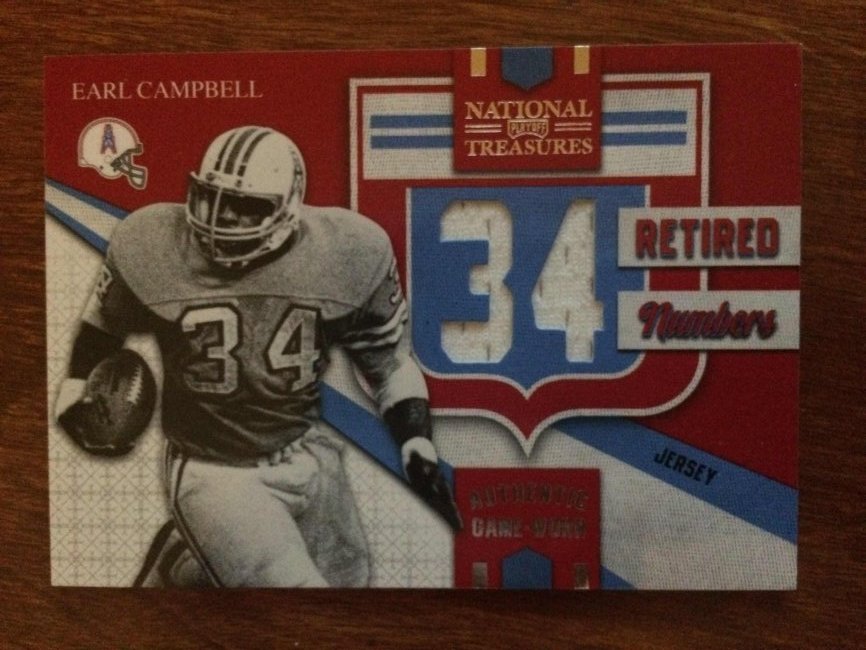 EARL CAMPBELL
NATIONAL
PLAYOFF
TREASURES
34
RETIRED
Numbers
34
JERSEY
AUTHENTIC
GAME-WORN